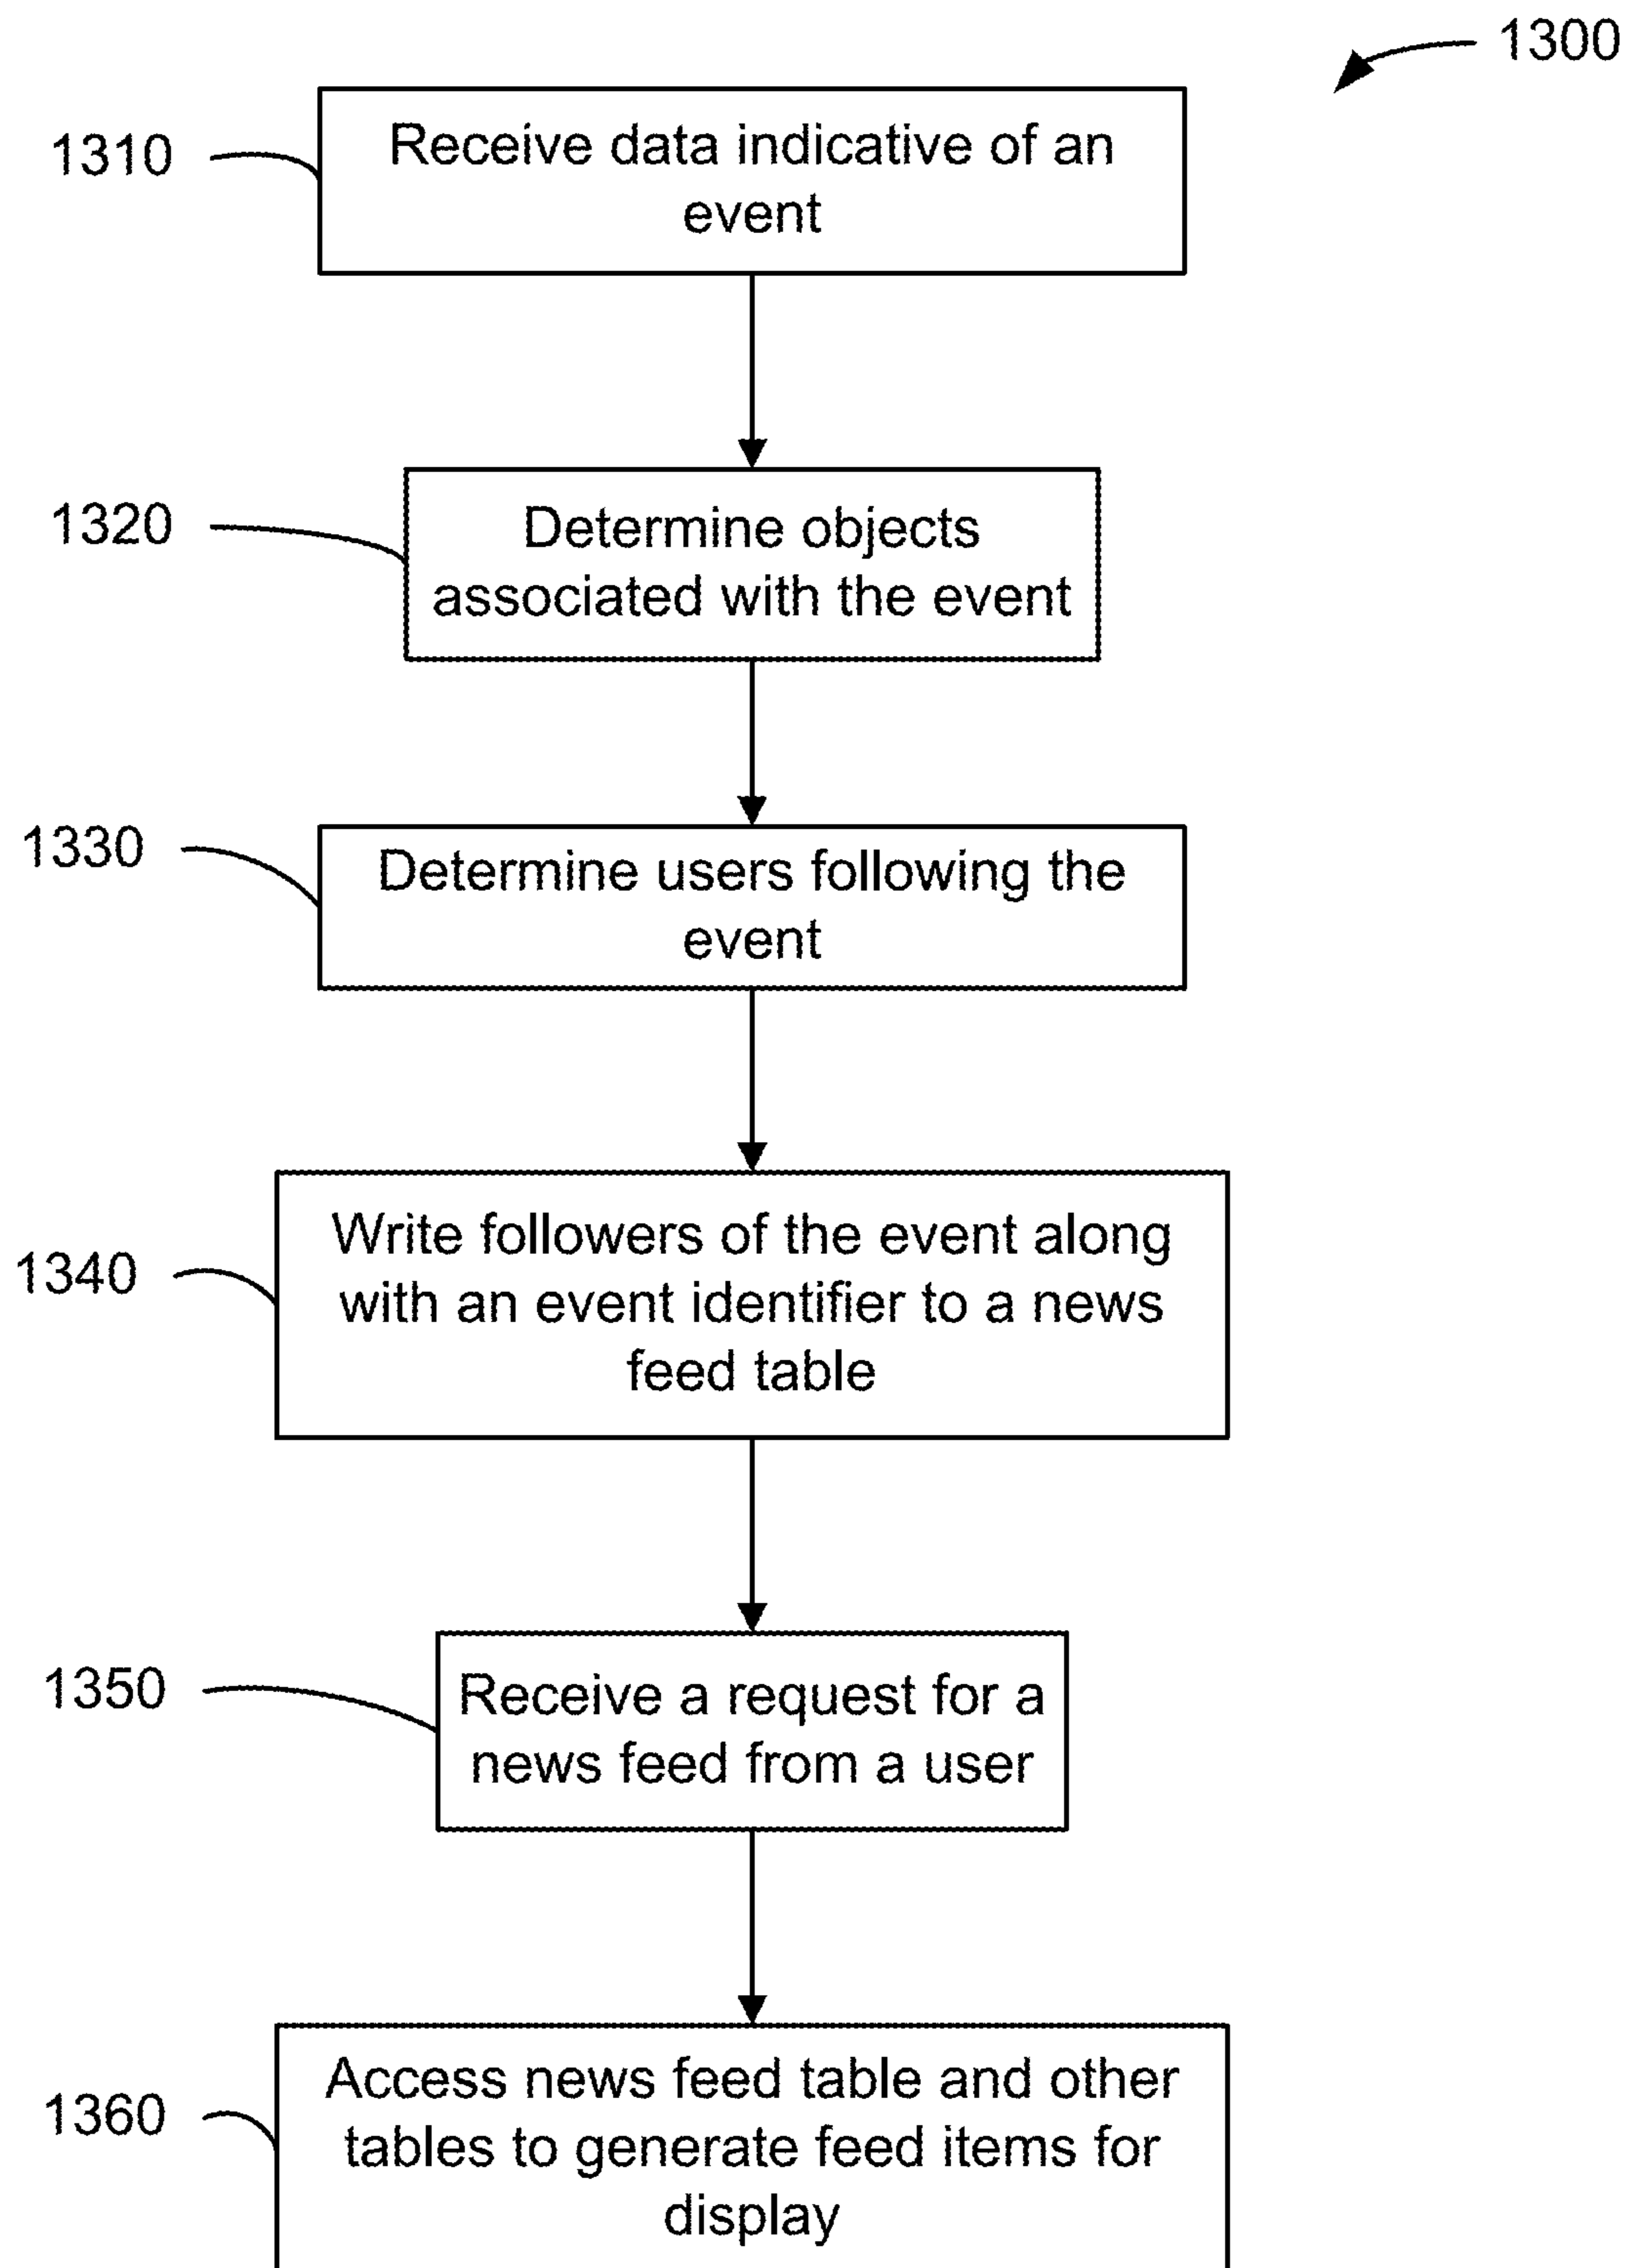 1300
1310
Receive data indicative of an
event
1320
Determine objects
associated with the event
1330
Determine users following the
event
1340
Write followers of the event along
with an event identifier to a news
feed table
1350
Receive a request for a
news feed from a user
1360
Access news feed table and other
tables to generate feed items for
display